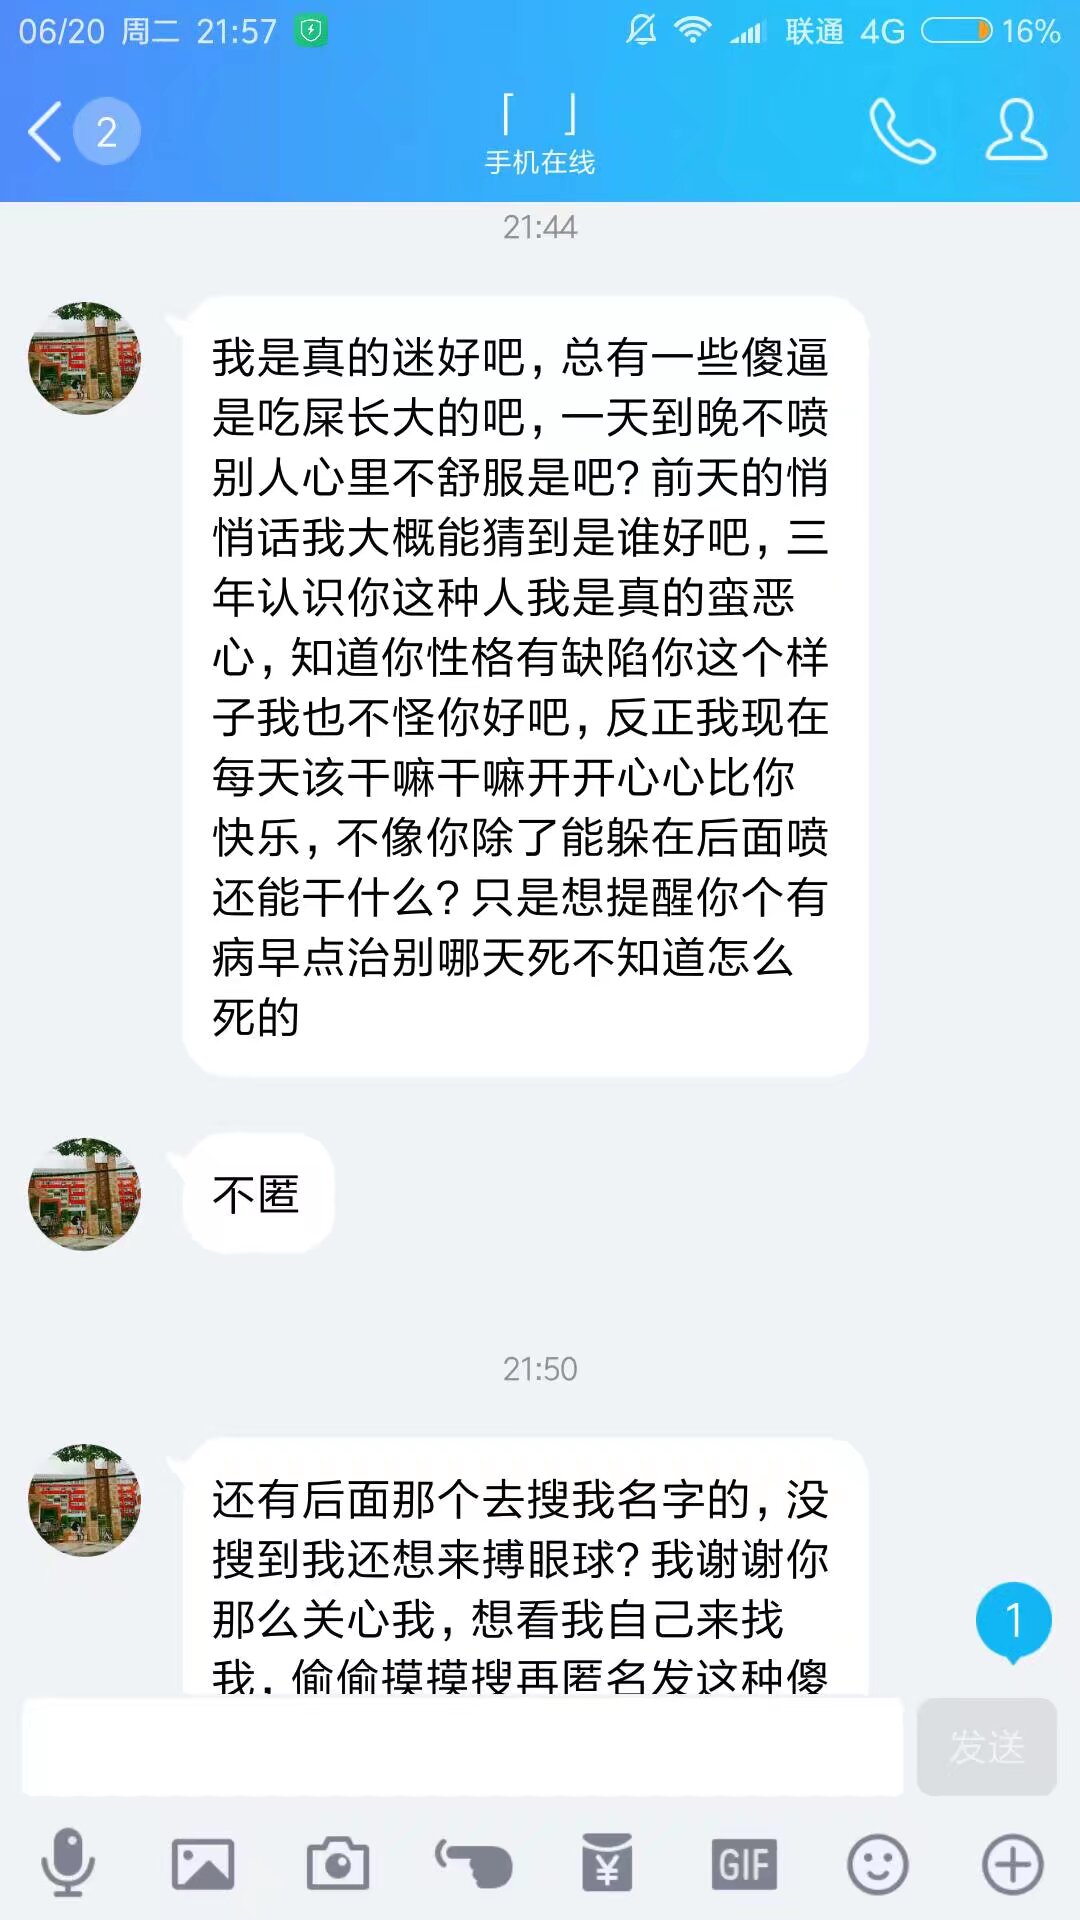 06/20 周二 21:57 联通 4G 16%
2
「 」
手机在线
21:44
我是真的迷好吧，总有一些傻逼
是吃屎长大的吧，一天到晚不喷
别人心里不舒服是吧？前天的悄
悄话我大概能猜到是谁好吧，三
年认识你这种人我是真的蛮恶
心，知道你性格有缺陷你这个样
子我也不怪你好吧，反正我现在
每天该干嘛干嘛开开心心比你
快乐，不像你除了能躲在后面喷
还能干什么？只是想提醒你个有
病早点治别哪天死不知道怎么
死的
不匿
21:50
还有后面那个去搜我名字的，没
搜到我还想来搏眼球？我谢谢你
那么关心我，想看我自己来找
我，偷偷摸摸搜再匿名发这种傻
1
发送
¥
GIF